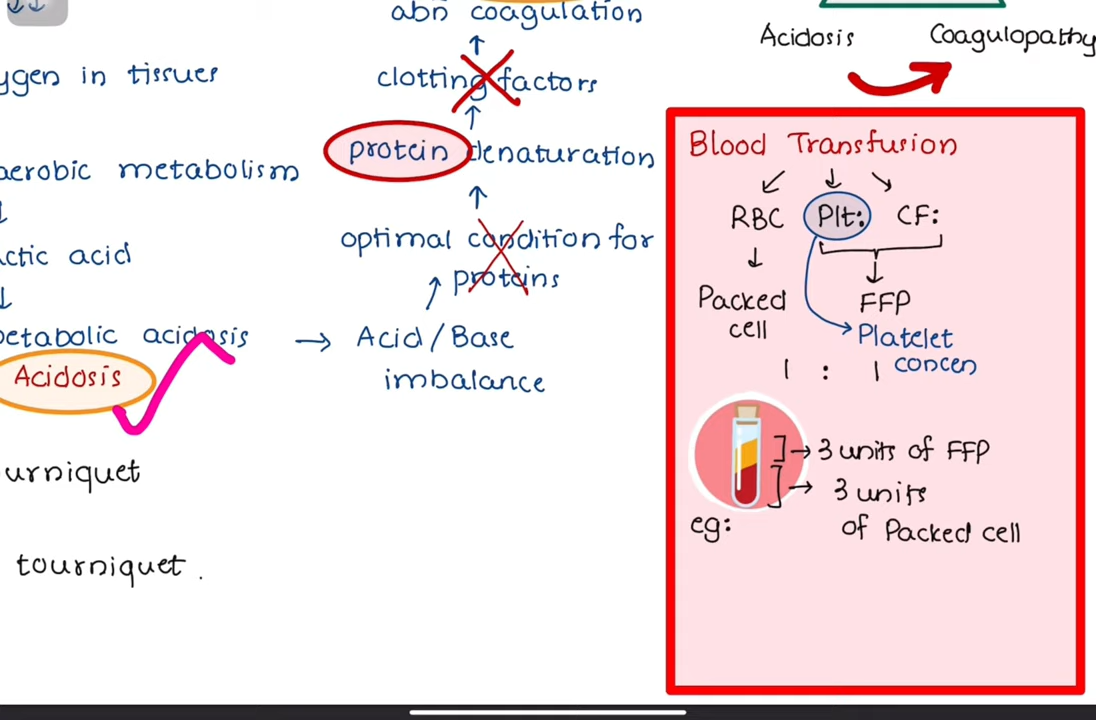 abn coagulation
↑
clotting factors
↑
protein denaturation
↑
optimal condition for
proteins
↑
Acid/Base
imbalance
→
ygen in tissues
aerobic metabolism
ctic acid
etabolic acidosis
Acidosis
urniquet
tourniquet .
Acidosis
Coagulopathy
Blood Transfusion
RBC Plt: CF:
Packed
cell
FFP
Platelet
concen
1 : 1
→ 3 units of FFP
→ 3 units
of Packed cell
eg: